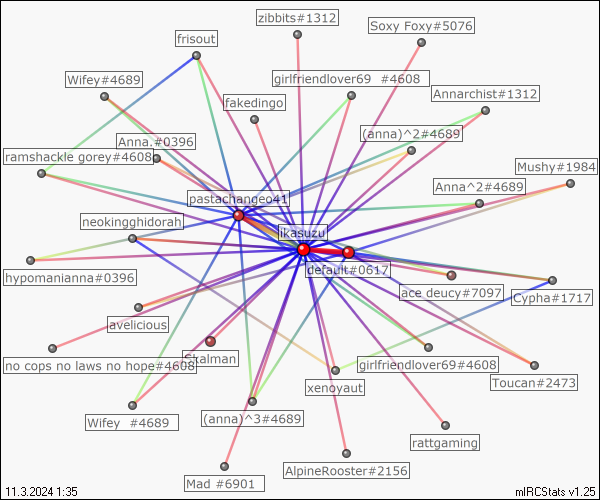 zibbits#1312
Soxy Foxy#5076
frisout
Wifey#4689
girlfriendlover69 #4608
Annarchist#1312
fakedingo
Anna.#0396
(anna)^2#4689
ramshackle gorey#4608
Mushy#1984
Anna^2#4689
pastachangeo41
neokingghidorah
likasuzu
default#0617
hypomanianna#0396
ace deucy#7097
Cypha#1717
avelicious
no cops no laws no hope#4608
girlfriendlover69#4608
xenoyaut
Toucan#2473
Wifey #4689
(anna)^3#4689
rattgaming
Mad #6901
AlpineRooster#2156
11.3.2024 1:35
mIRCStats v1.25